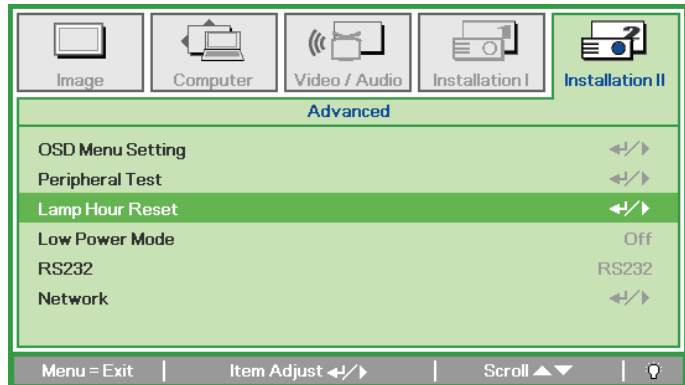 Image Computer Video / Audio Installation I Installation II
Advanced
OSD Menu Setting
Peripheral Test
Lamp Hour Reset
Low Power Mode Off
RS232 RS232
Network
Menu = Exit | Item Adjust | Scroll